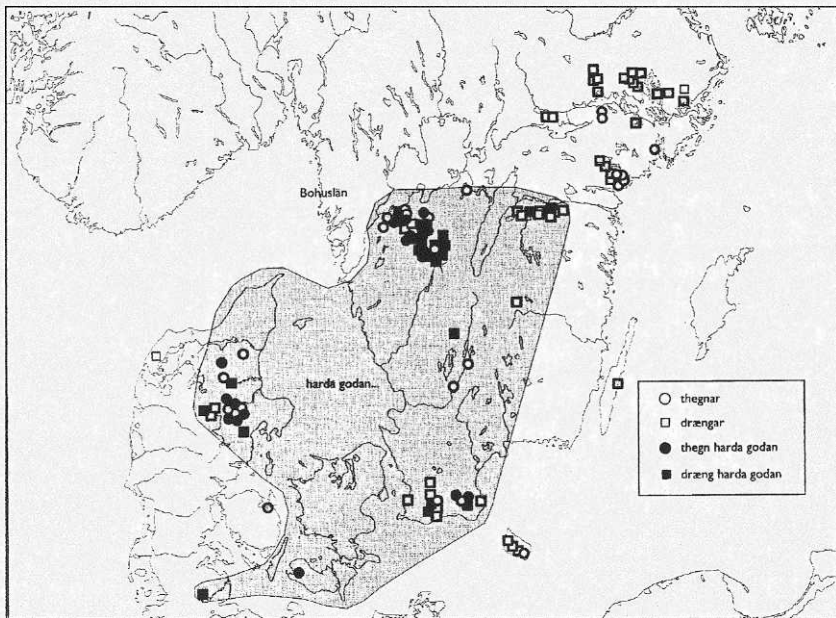 Bohuslän
harda godan...
thegnar
drængar
thegn harda godan
dræng harda godan